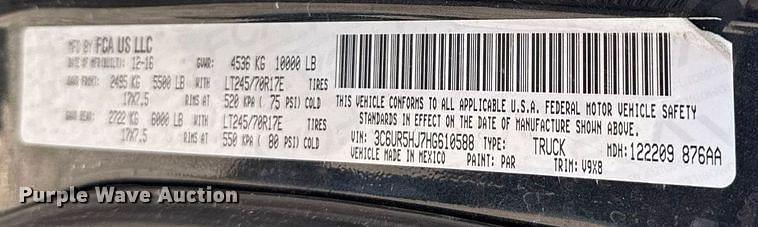 MFD BY FCA US LLC
DATE OF MFR(BUILT): 12-16 GVWR: 4536 KG 10000 LB
GAWR FRONT: 2495 KG 5500 LB WITH LT245/70R17E TIRES
17X7.5 RIMS AT 520 KPA ( 75 PSI) COLD
GAWR REAR: 2722 KG 6000 LB WITH LT245/70R17E TIRES
17X7.5 RIMS AT 550 KPA ( 80 PSI) COLD
THIS VEHICLE CONFORMS TO ALL APPLICABLE U.S.A. FEDERAL MOTOR VEHICLE SAFETY
STANDARDS IN EFFECT ON THE DATE OF MANUFACTURE SHOWN ABOVE.
VIN: 3C6UR5HJ7HG610588 TYPE: TRUCK MDH: 122209 876AA
VEHICLE MADE IN MEXICO PAINT: PAR TRIM: V9X8
Purple Wave Auction